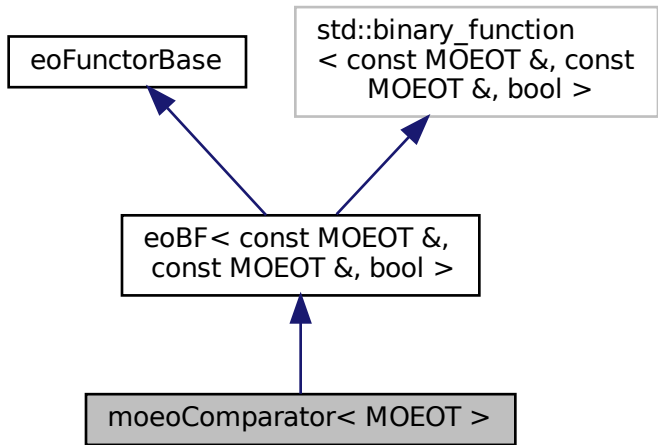 eoFunctorBase
std::binary_function
< const MOEOT &, const
MOEOT &, bool >
eoBF< const MOEOT &,
const MOEOT &, bool >
moeoComparator< MOEOT >